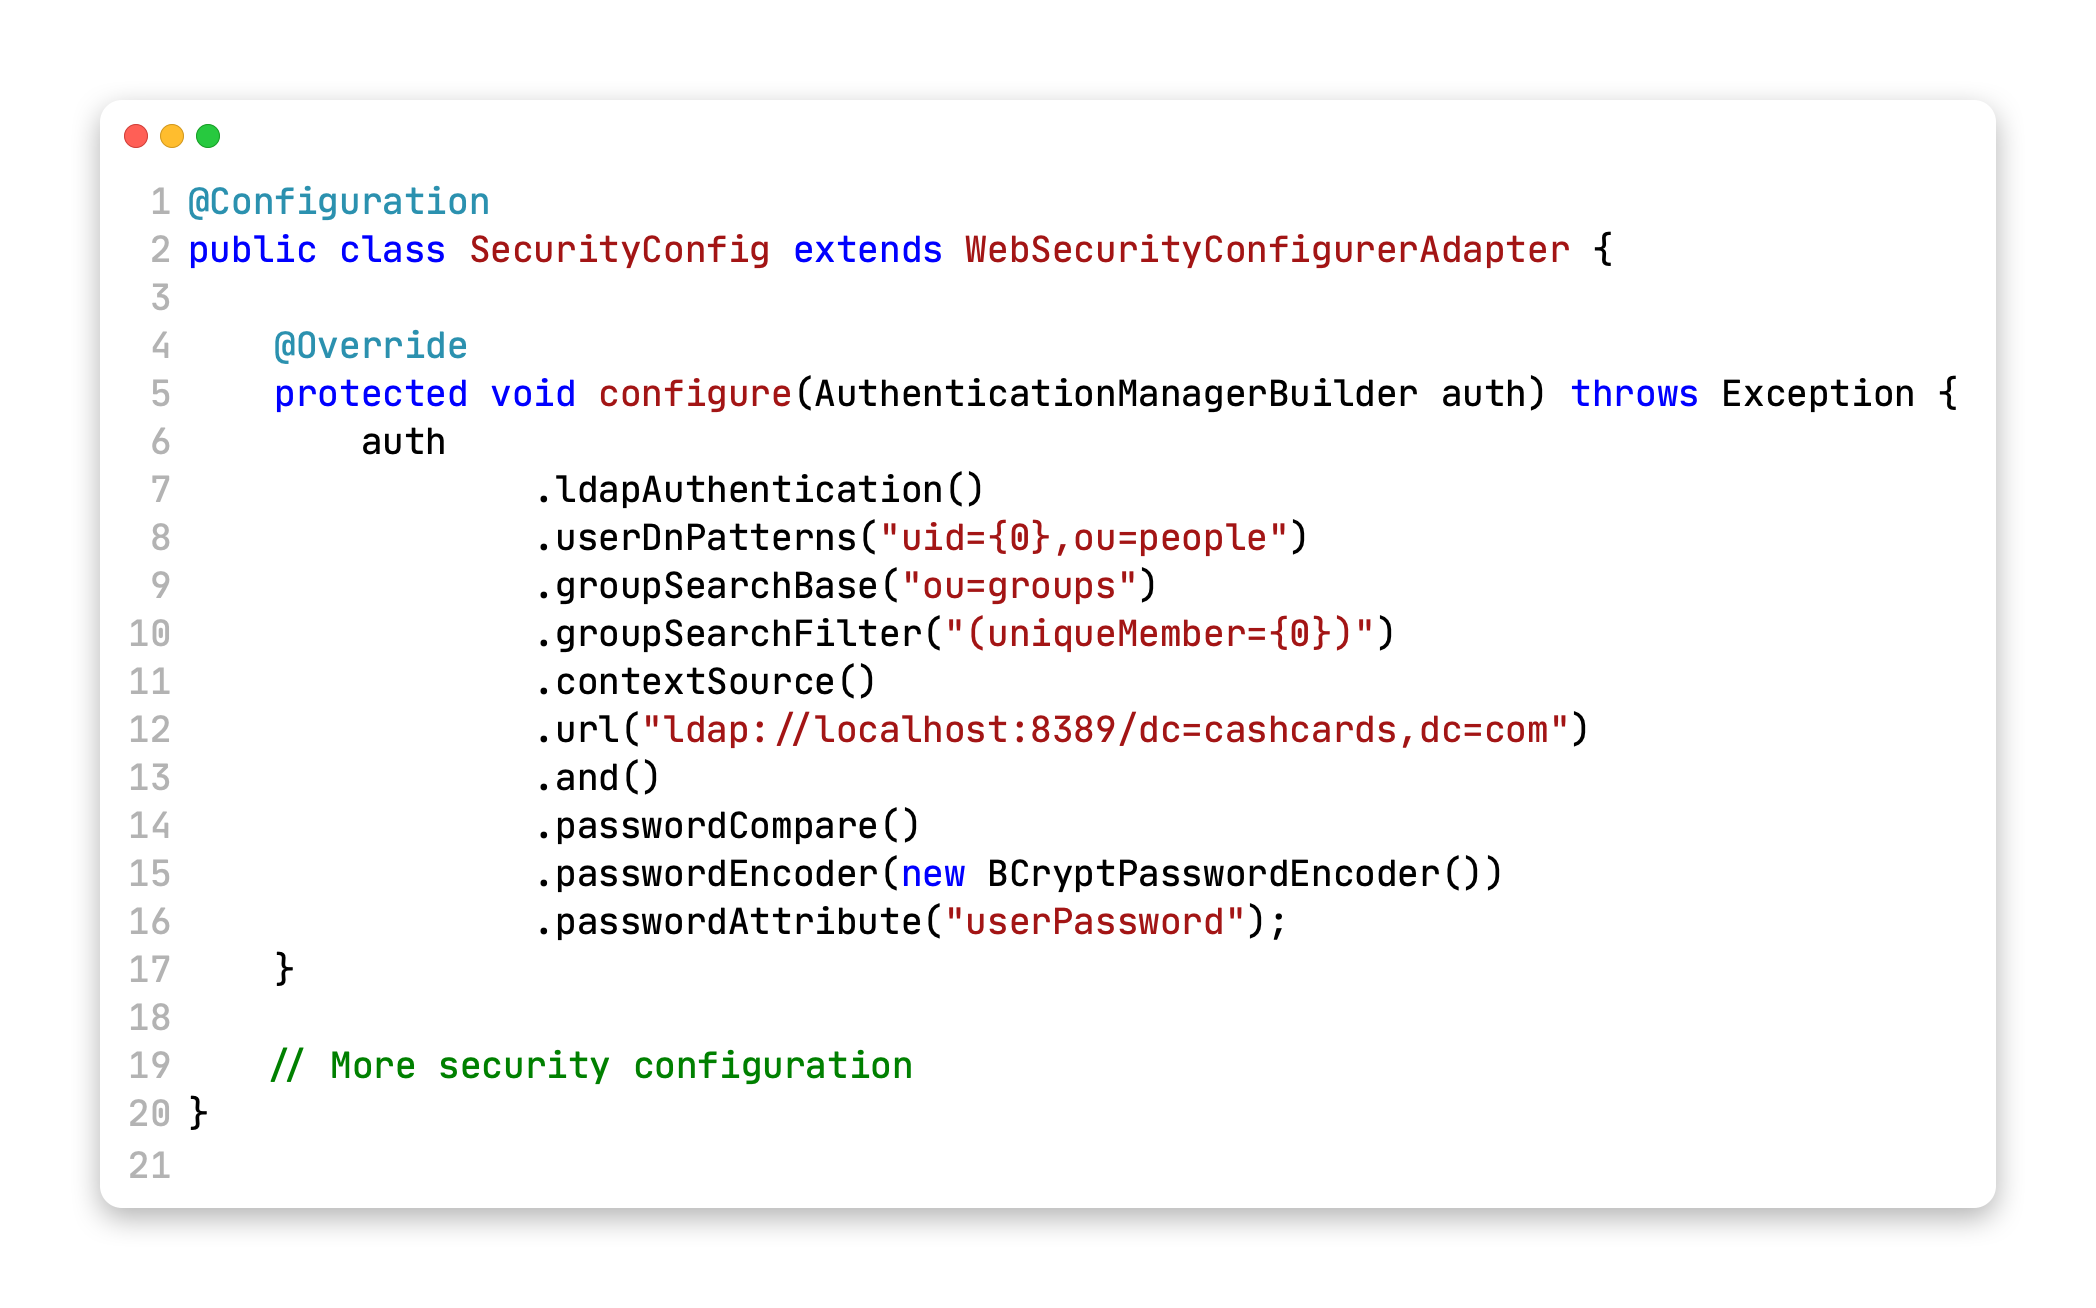 1 @Configuration
2 public class SecurityConfig extends WebSecurityConfigurerAdapter {
3
4     @Override
5     protected void configure(AuthenticationManagerBuilder auth) throws Exception {
6         auth
7                 .ldapAuthentication()
8                 .userDnPatterns("uid={0},ou=people")
9                 .groupSearchBase("ou=groups")
10                 .groupSearchFilter("(uniqueMember={0})")
11                 .contextSource()
12                 .url("ldap://localhost:8389/dc=cashcards,dc=com")
13                 .and()
14                 .passwordCompare()
15                 .passwordEncoder(new BCryptPasswordEncoder())
16                 .passwordAttribute("userPassword");
17     }
18
19     // More security configuration
20 }
21